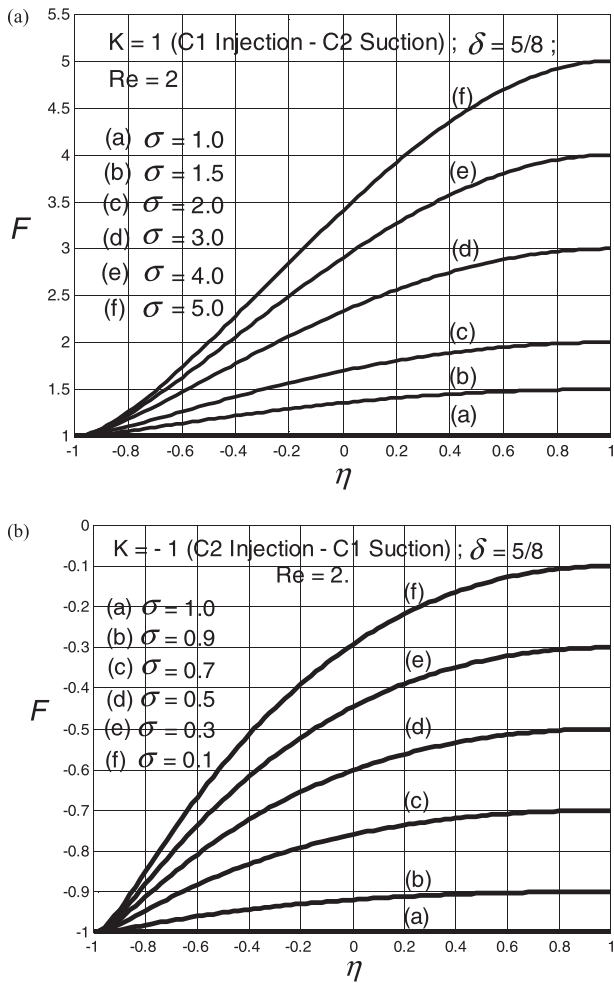 (a)
5.5
K = 1 (C1 Injection - C2 Suction) ; δ = 5/8 ;
5
Re = 2
(f)
4.5
(a) σ = 1.0
4
(b) σ = 1.5
(e)
3.5
(c) σ = 2.0
F
(d) σ = 3.0
3
(d)
(e) σ = 4.0
2.5
(f) σ = 5.0
2
(c)
1.5
(b)
(a)
1
-1 -0.8 -0.6 -0.4 -0.2 0 0.2 0.4 0.6 0.8 1
η
(b)
0
K = - 1 (C2 Injection - C1 Suction) ; δ = 5/8
-0.1
Re = 2.
(f)
-0.2
(a) σ = 1.0
(b) σ = 0.9
-0.3
(c) σ = 0.7
(e)
-0.4
(d) σ = 0.5
F
-0.5
(e) σ = 0.3
(d)
(f) σ = 0.1
-0.6
-0.7
(c)
-0.8
-0.9
(b)
(a)
-1
-1 -0.8 -0.6 -0.4 -0.2 0 0.2 0.4 0.6 0.8 1
η